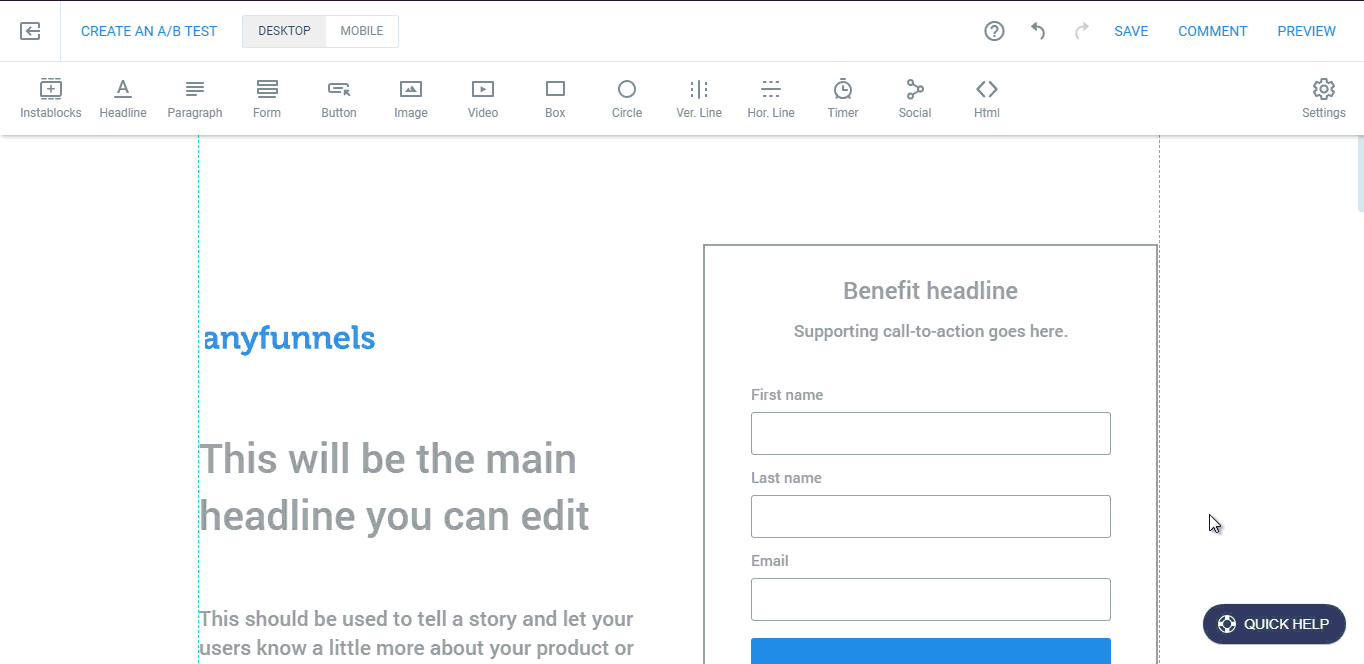 CREATE AN A/B TEST DESKTOP MOBILE SAVE COMMENT PREVIEW
Instablocks Headline Paragraph Form Button Image Video Box Circle Ver. Line Hor. Line Timer Social Html Settings
anyfunnels
This will be the main
headline you can edit
This should be used to tell a story and let your
users know a little more about your product or
Benefit headline
Supporting call-to-action goes here.
First name
Last name
Email
QUICK HELP